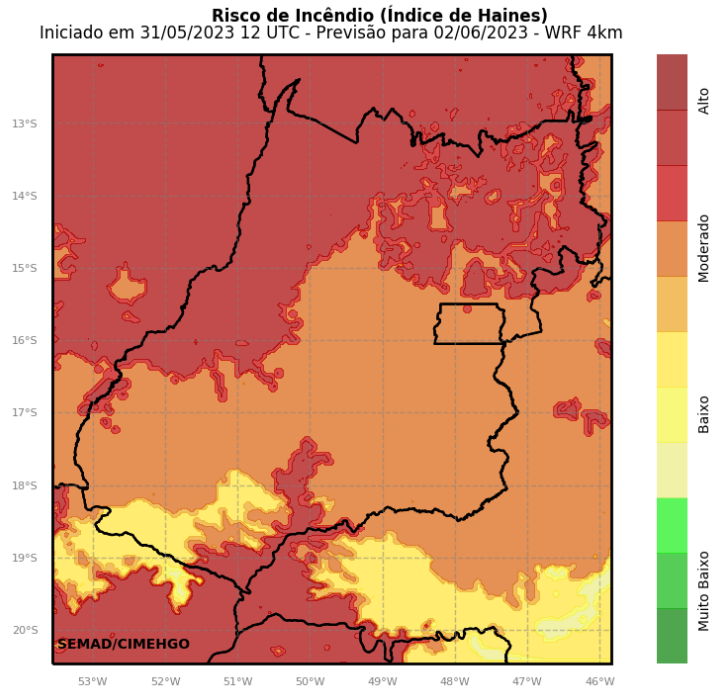 Risco de Incêndio (Índice de Haines)
Iniciado em 31/05/2023 12 UTC - Previsão para 02/06/2023 - WRF 4km
13°S
14°S
15°S
16°S
17°S
18°S
19°S
20°S
SEMAD/CIMEHGO
53°W
52°W
51°W
50°W
49°W
48°W
47°W
46°W
Alto
Moderado
Baixo
Muito Baixo